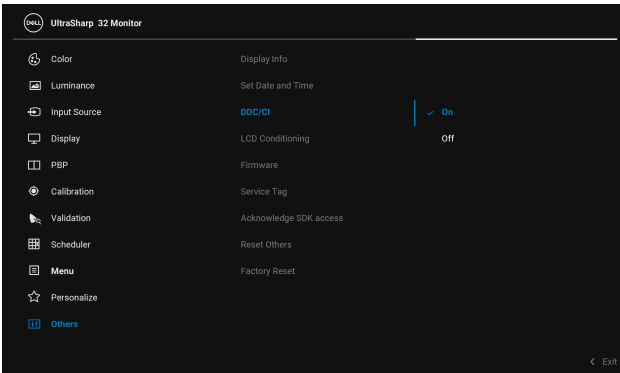 DELL UltraSharp 32 Monitor
Color
Luminance
Input Source
Display
PBP
Calibration
Validation
Scheduler
Menu
Personalize
Others
Display Info
Set Date and Time
DDC/CI
LCD Conditioning
Firmware
Service Tag
Acknowledge SDK access
Reset Others
Factory Reset
On
Off
Exit